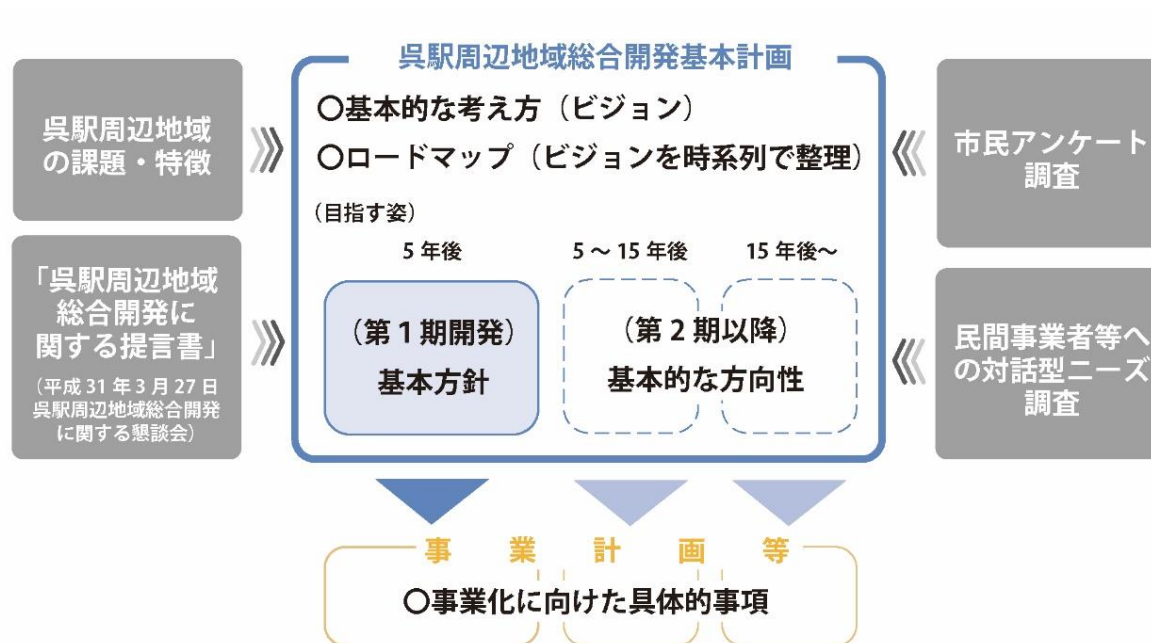 呉駅周辺地域総合開発基本計画
呉駅周辺地域
の課題・特徴
「呉駅周辺地域
総合開発に
関する提言書」
(平成 31 年 3 月 27 日
呉駅周辺地域総合開発
に関する懇談会)
〇基本的な考え方(ビジョン)
〇ロードマップ(ビジョンを時系列で整理)
(目指す姿)
5 年後
5 ~ 15 年後
15 年後~
(第 1 期開発)
基本方針
(第 2 期以降)
基本的な方向性
市民アンケート
調査
民間事業者等へ
の対話型ニーズ
調査
事業計画等
〇事業化に向けた具体的事項